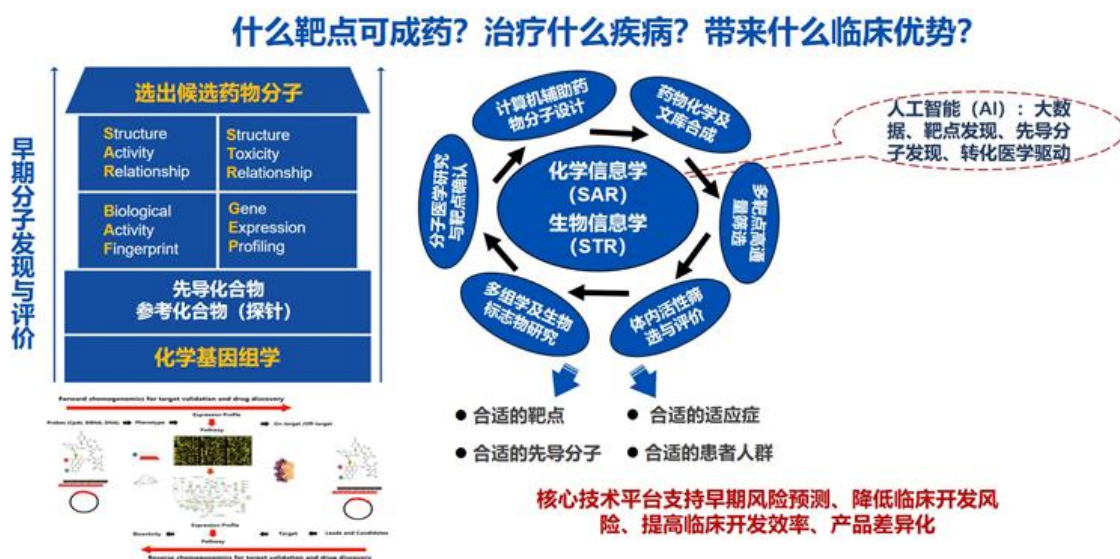 什么靶点可成药？治疗什么疾病？带来什么临床优势？
早期分子发现与评价
选出候选药物分子
Structure
Activity
Relationship
Structure
Toxicity
Relationship
Biological
Activity
Fingerprint
Gene
Expression
Profiling
先导化合物
参考化合物（探针）
化学基因组学
Forward chemogenomics for target validation and drug discovery
Expression Profile
Probes (Cpds, SiRNA, DNA)
Phenotype
Pathway
On target /Off target
Expression Profile
Bioactivity
Pathway
Target
Leads and Candidates
Reverse chemogenomics for target validation and drug discovery
计算机辅助药
物分子设计
药物化学及
文库合成
多靶点高通
量筛选
体内活性筛
选与评价
多组学及生物
标志物研究
分子医学研究
与靶点确认
化学信息学
（SAR）
生物信息学
（STR）
人工智能（AI）：大数
据、靶点发现、先导分
子发现、转化医学驱动
● 合适的靶点
● 合适的适应症
● 合适的先导分子
● 合适的患者人群
核心技术平台支持早期风险预测、降低临床开发风
险、提高临床开发效率、产品差异化